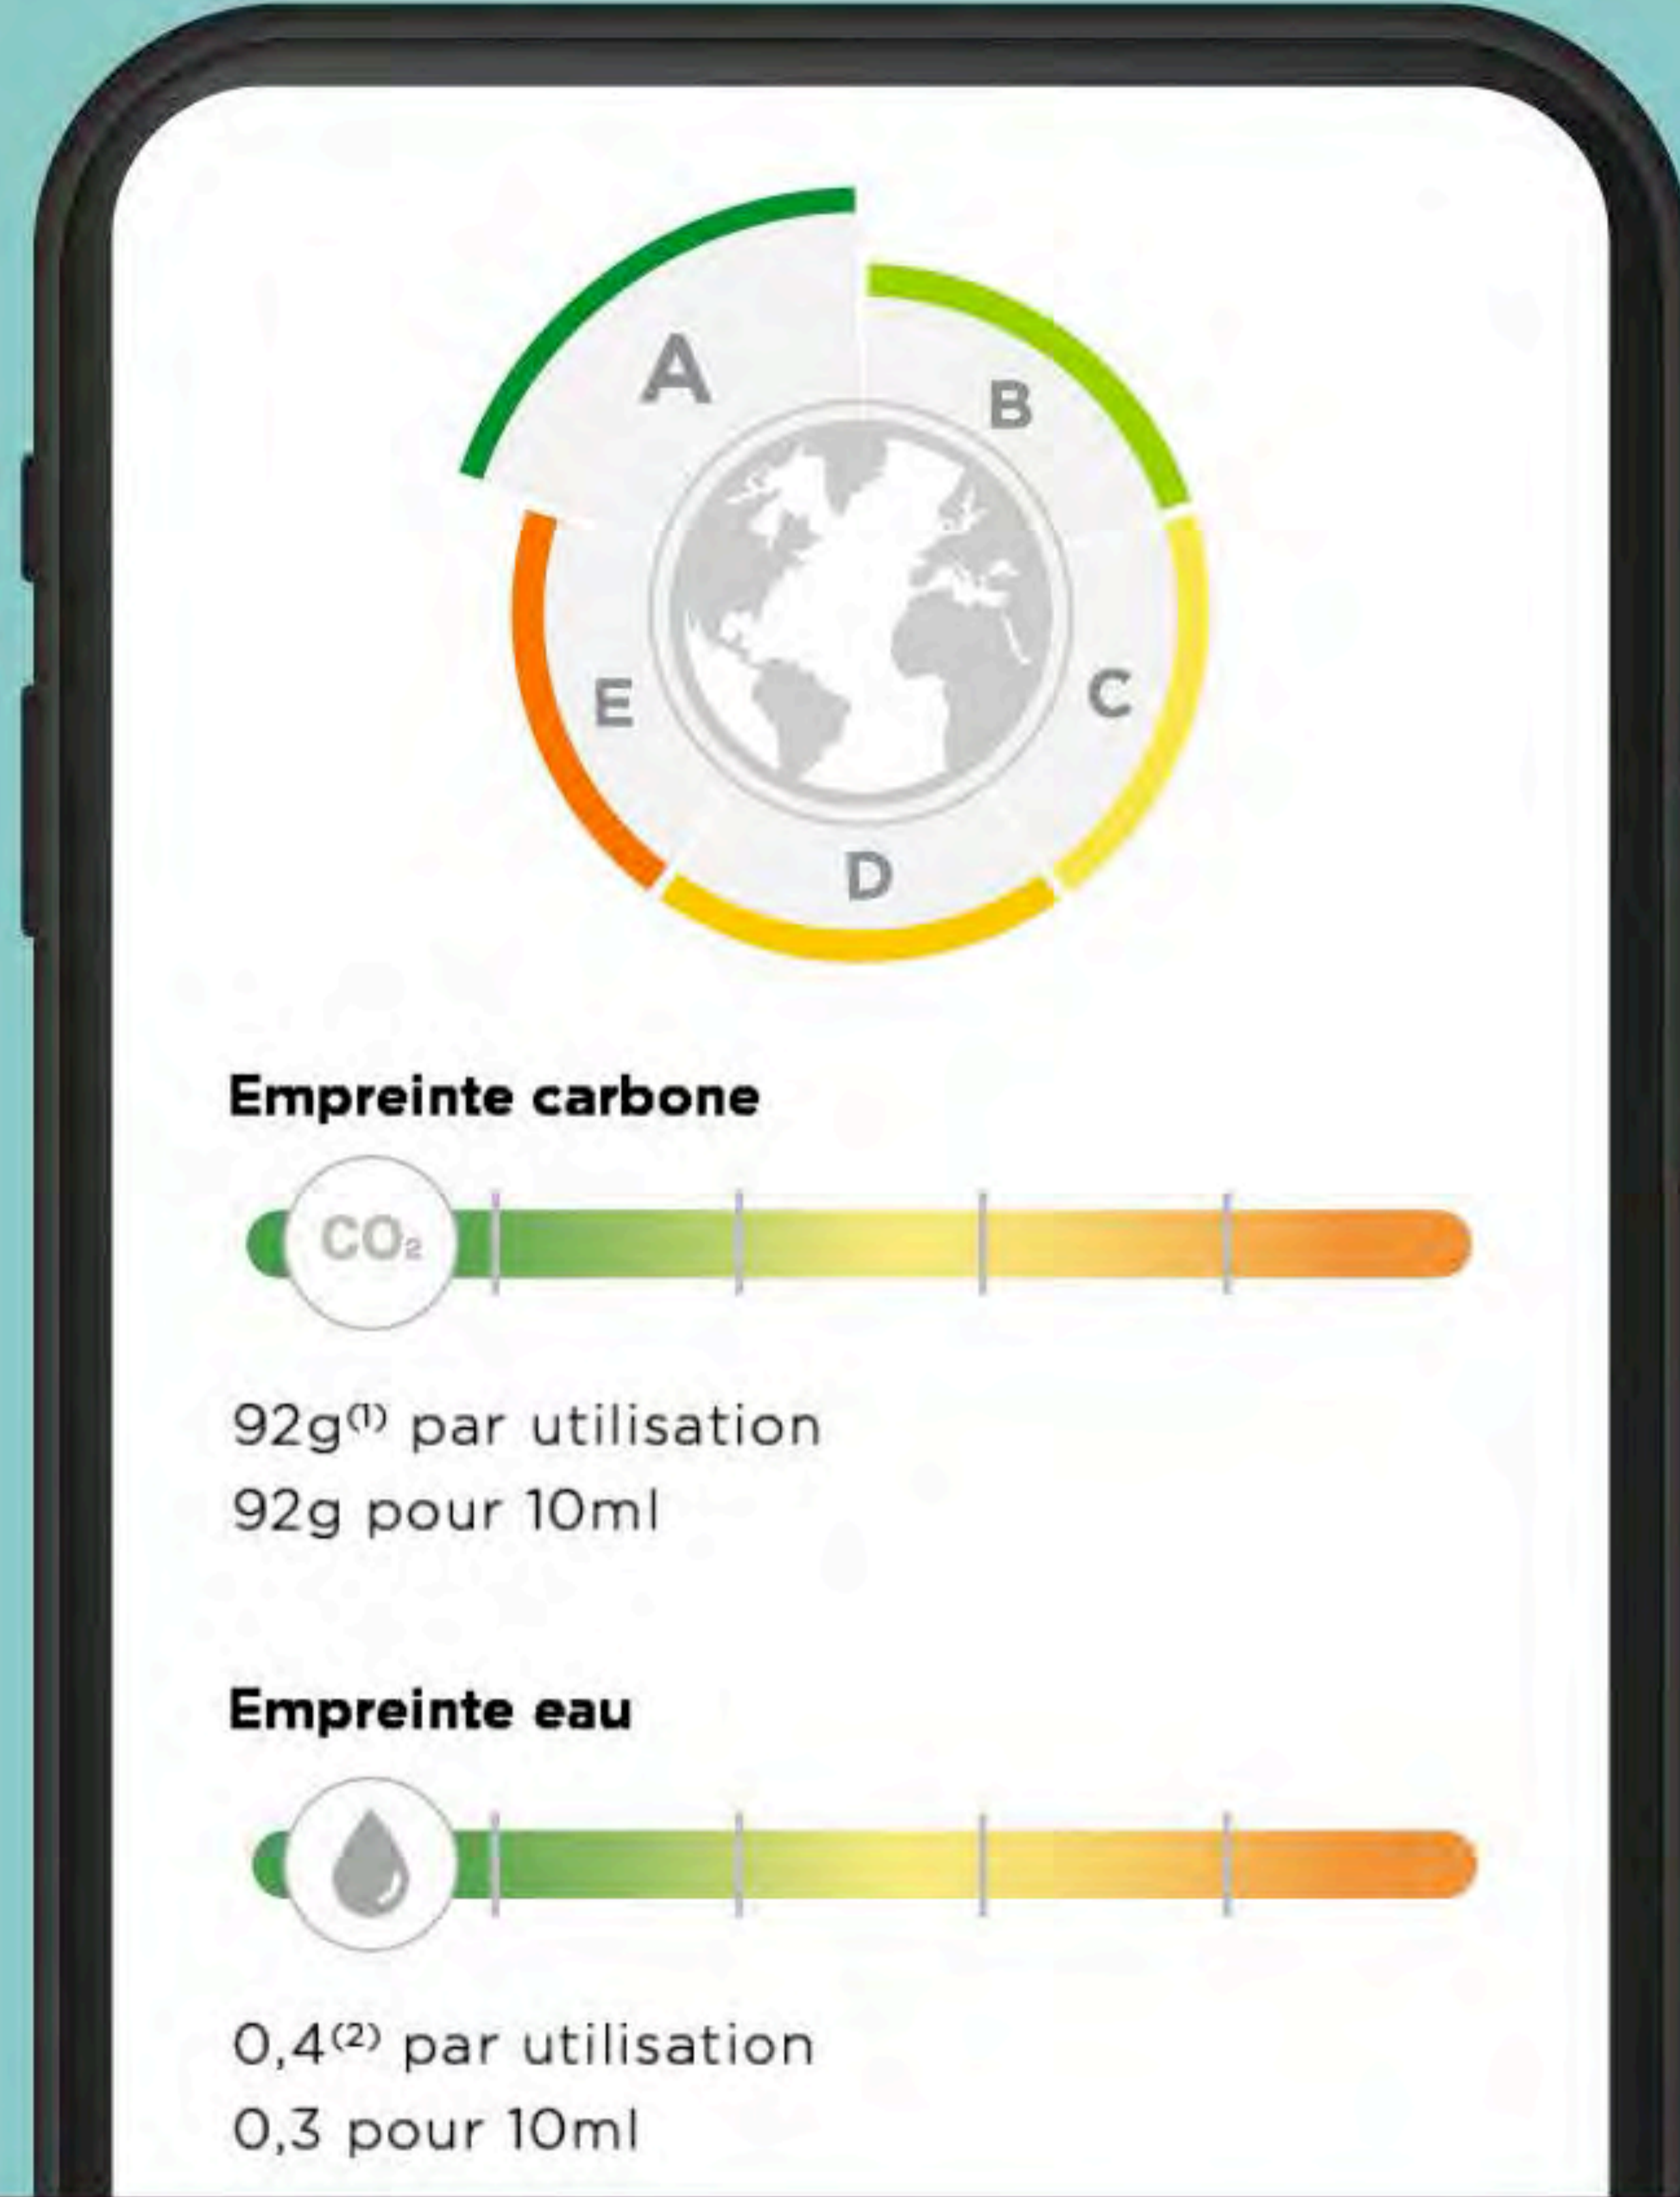 A
B
C
D
E
Empreinte carbone
CO₂
92g⁽¹⁾ par utilisation
92g pour 10ml
Empreinte eau
0,4⁽²⁾ par utilisation
0,3 pour 10ml